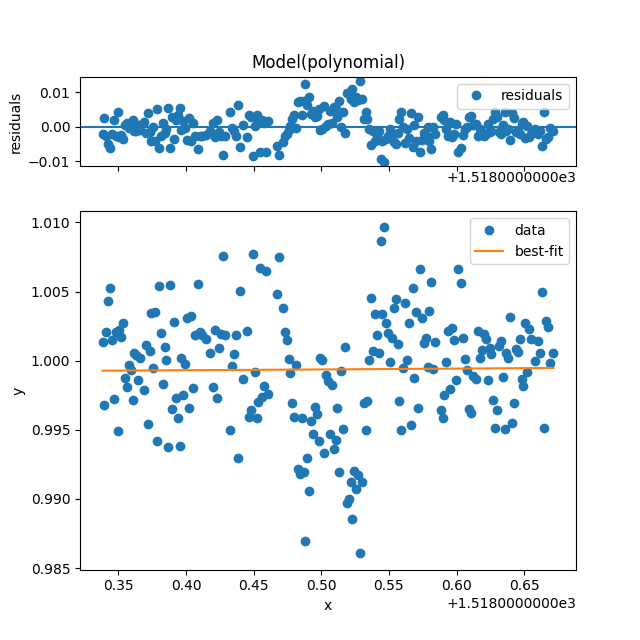 Model(polynomial)
residuals
0.01
0.00
−0.01
residuals
+1.5180000000e3
y
1.010
1.005
1.000
0.995
0.990
0.985
data
best-fit
0.35 0.40 0.45 0.50 0.55 0.60 0.65
x
+1.5180000000e3